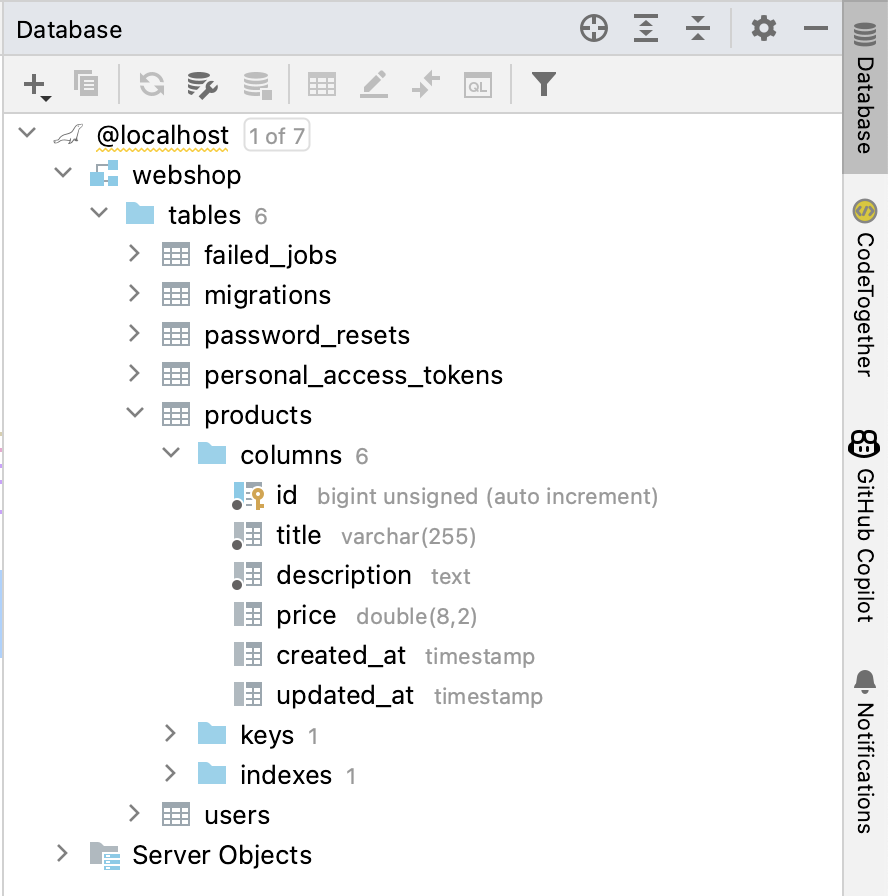 Database
QL
@localhost 1 of 7
webshop
tables 6
failed_jobs
migrations
password_resets
personal_access_tokens
products
columns 6
id bigint unsigned (auto increment)
title varchar(255)
description text
price double(8,2)
created_at timestamp
updated_at timestamp
keys 1
indexes 1
users
Server Objects
Database
CodeTogether
GitHub Copilot
Notifications